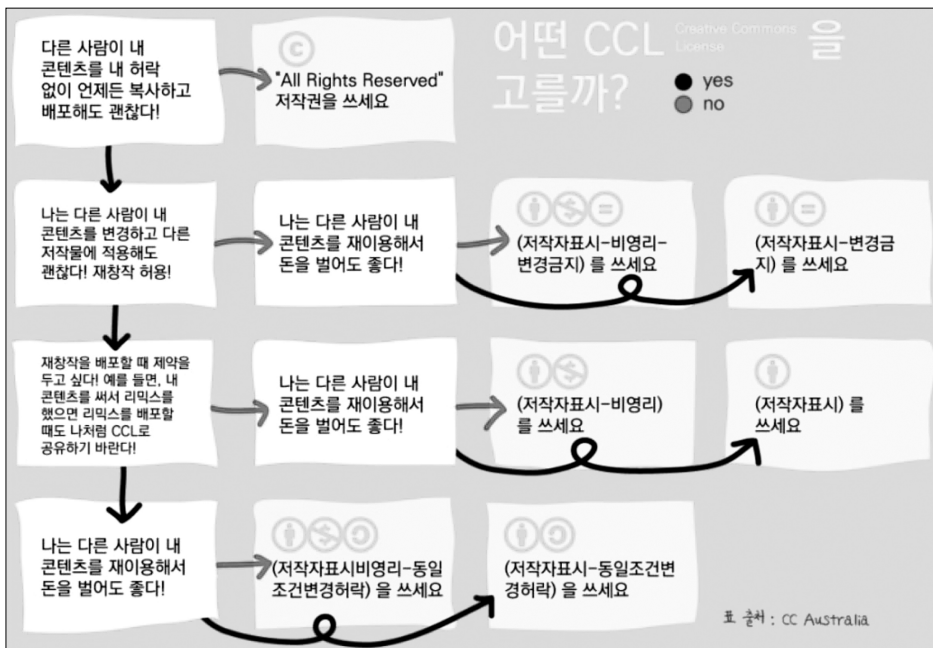 어떤 CCL Creative Commons License 을
고를까?
yes
no
다른 사람이 내
콘텐츠를 내 허락
없이 언제든 복사하고
배포해도 괜찮다!
"All Rights Reserved"
저작권을 쓰세요
나는 다른 사람이 내
콘텐츠를 변경하고 다른
저작물에 적용해도
괜찮다! 재창작 허용!
나는 다른 사람이 내
콘텐츠를 재이용해서
돈을 벌어도 좋다!
(저작자표시-비영리-
변경금지) 를 쓰세요
(저작자표시-변경금
지) 를 쓰세요
재창작을 배포할 때 제약을
두고 싶다! 예를 들면, 내
콘텐츠를 써서 리믹스를
했으면 리믹스를 배포할
때도 나처럼 CCL로
공유하기 바란다!
나는 다른 사람이 내
콘텐츠를 재이용해서
돈을 벌어도 좋다!
(저작자표시-비영리)
를 쓰세요
(저작자표시) 를
쓰세요
나는 다른 사람이 내
콘텐츠를 재이용해서
돈을 벌어도 좋다!
(저작자표시비영리-동일
조건변경허락) 을 쓰세요
(저작자표시-동일조건변
경허락) 을 쓰세요
표 출처 : CC Australia